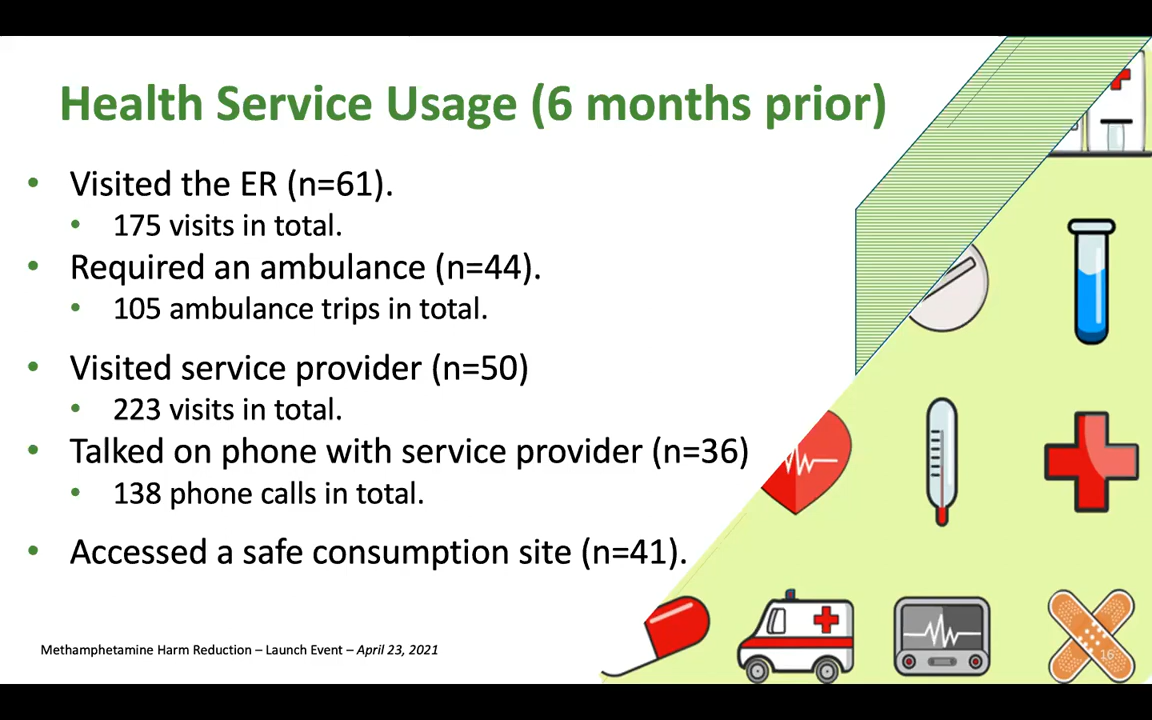 Health Service Usage (6 months prior)
• Visited the ER (n=61).
• 175 visits in total.
• Required an ambulance (n=44).
• 105 ambulance trips in total.
• Visited service provider (n=50)
• 223 visits in total.
• Talked on phone with service provider (n=36)
• 138 phone calls in total.
• Accessed a safe consumption site (n=41).
Methamphetamine Harm Reduction – Launch Event – April 23, 2021
16